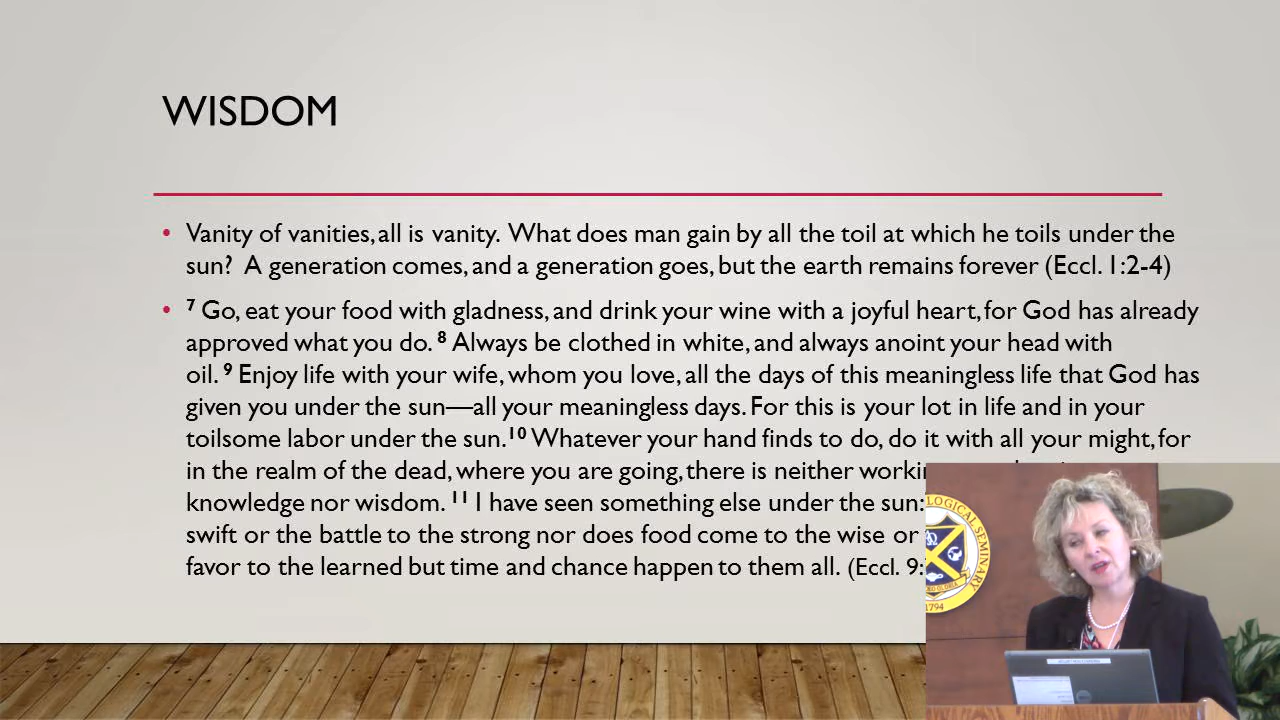 WISDOM
• Vanity of vanities, all is vanity. What does man gain by all the toil at which he toils under the
sun? A generation comes, and a generation goes, but the earth remains forever (Eccl. 1:2-4)
• 7 Go, eat your food with gladness, and drink your wine with a joyful heart, for God has already
approved what you do. 8 Always be clothed in white, and always anoint your head with
oil. 9 Enjoy life with your wife, whom you love, all the days of this meaningless life that God has
given you under the sun—all your meaningless days. For this is your lot in life and in your
toilsome labor under the sun.10 Whatever your hand finds to do, do it with all your might, for
in the realm of the dead, where you are going, there is neither
knowledge nor wisdom. 11 I have seen something else under the sun:
swift or the battle to the strong nor does food come to the wise or
favor to the learned but time and chance happen to them all. (Eccl. 9:
LOGICAL SEMINARY
1794